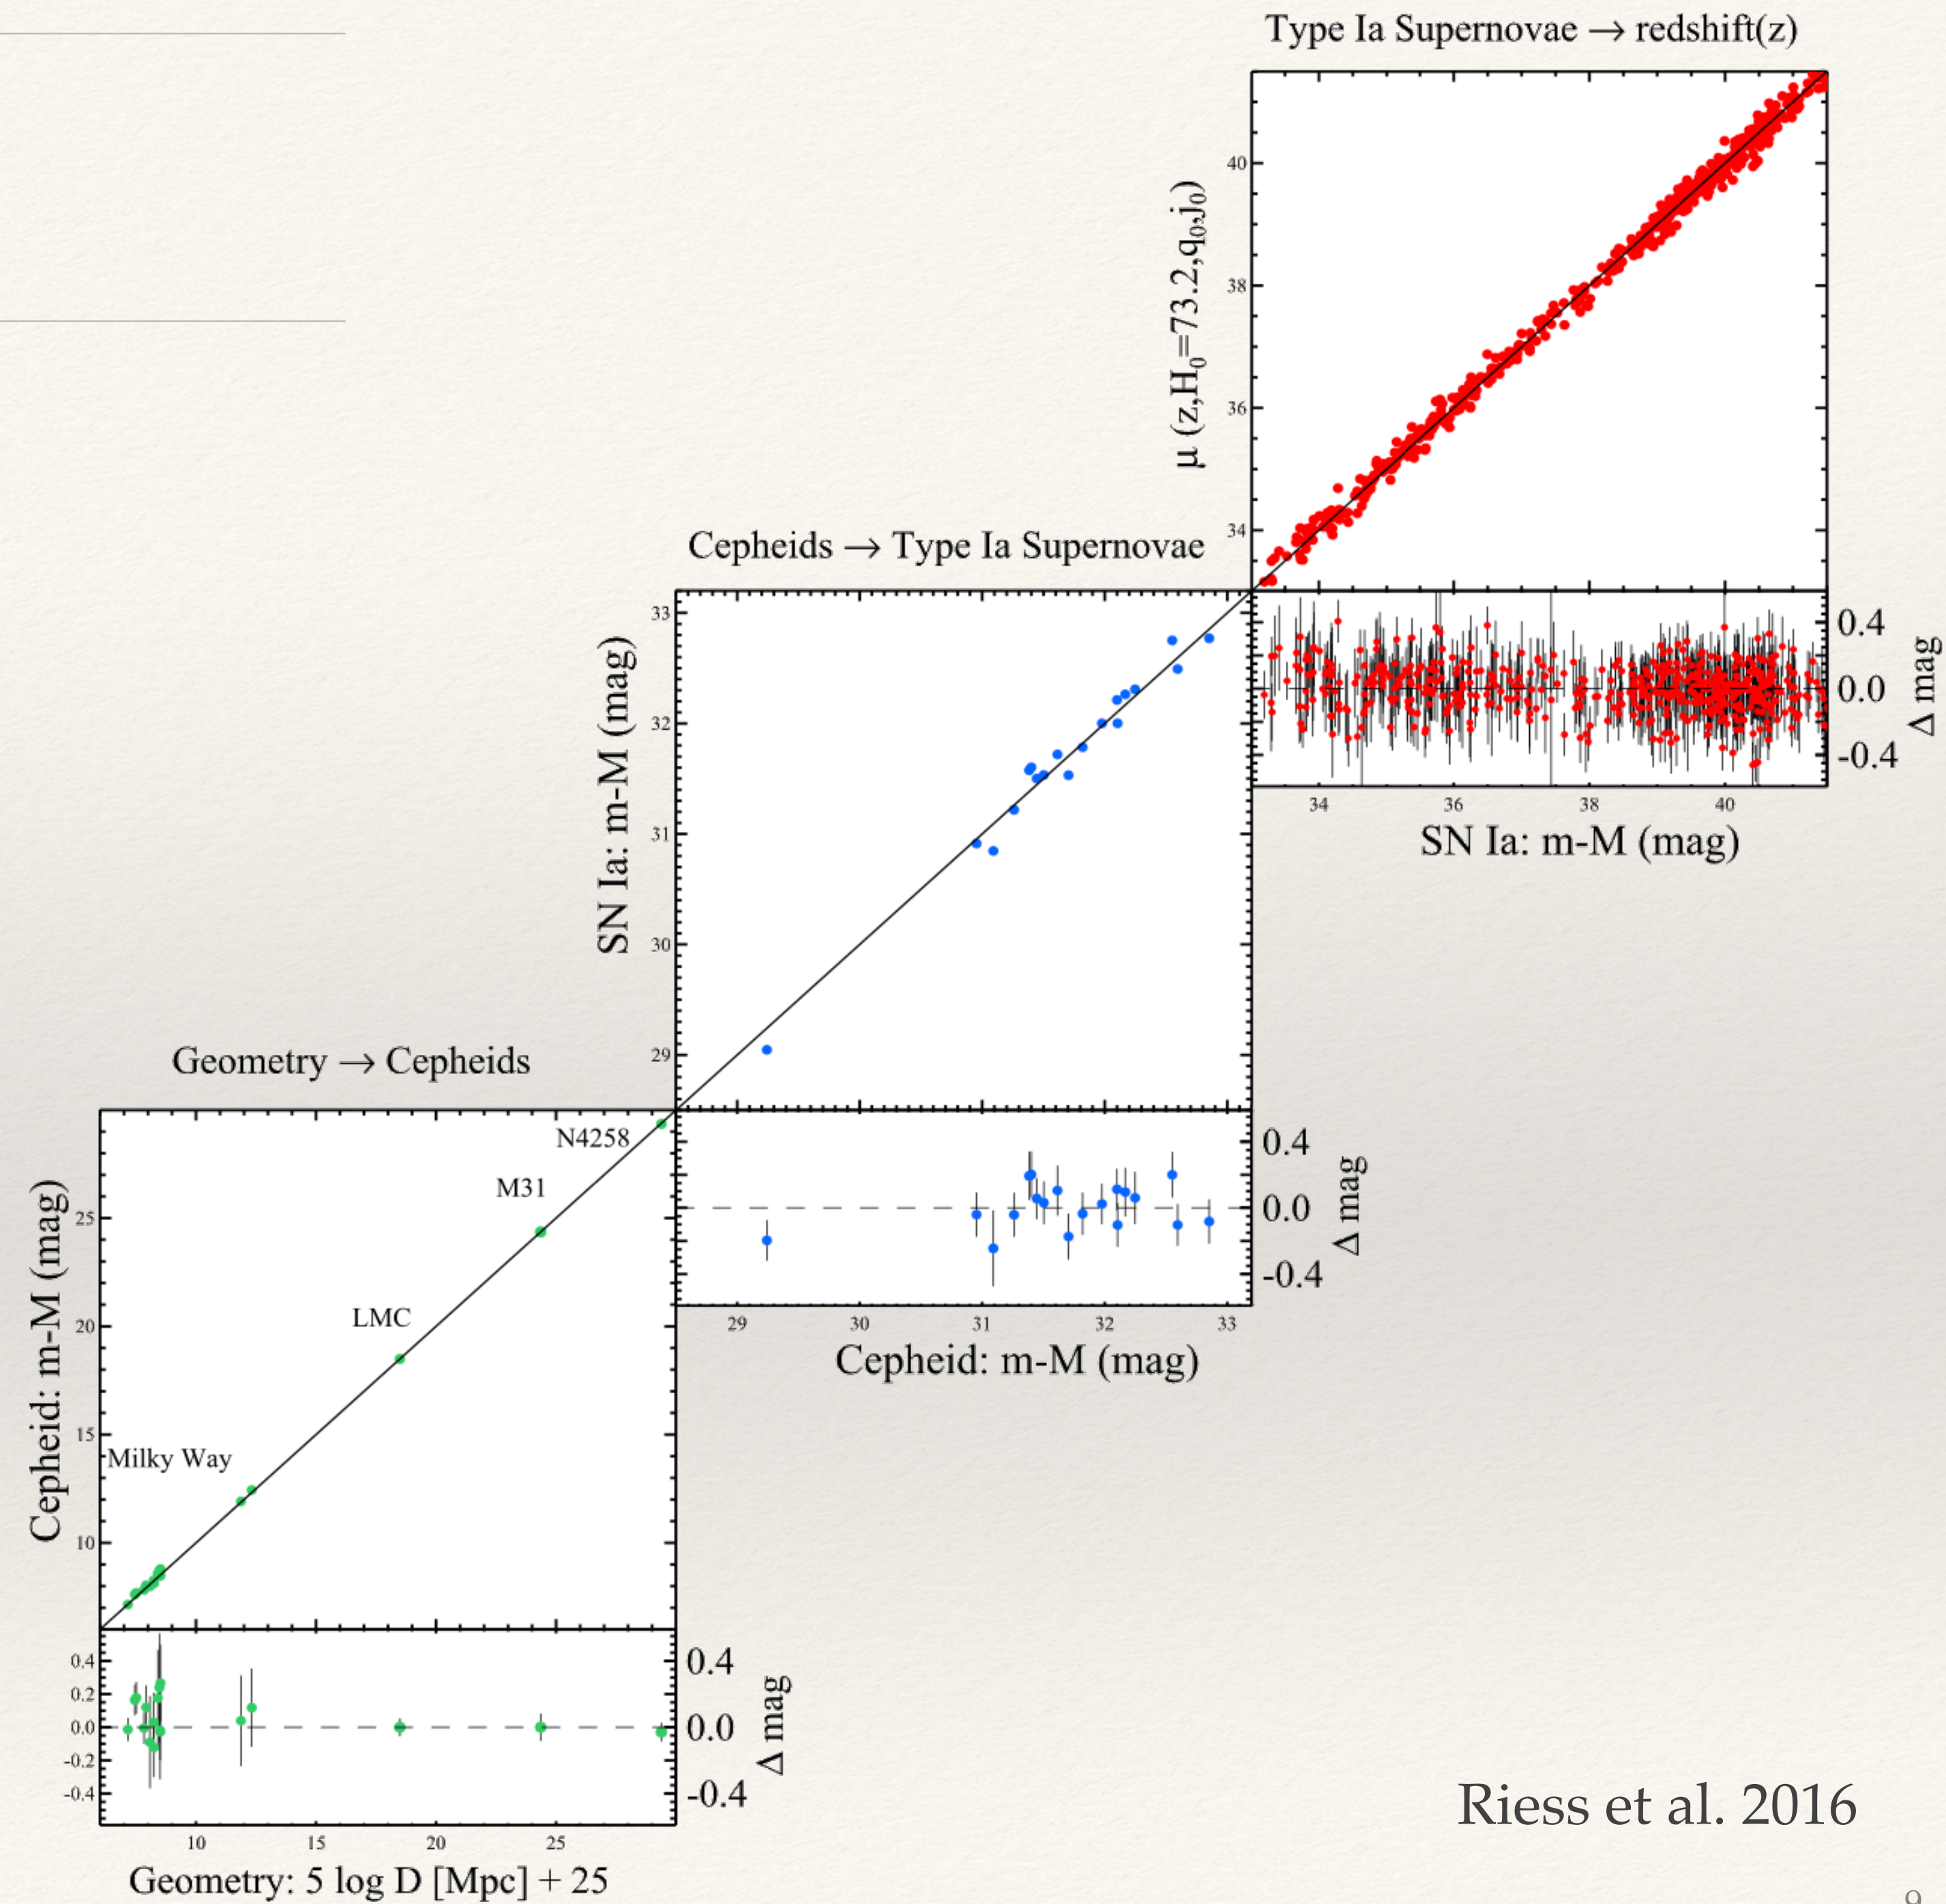 Type Ia Supernovae → redshift(z)
40
38
36
34
μ (z,H₀=73.2,q₀,j₀)
0.4
0.0
-0.4
Δ mag
34 36 38 40
SN Ia: m-M (mag)
Cepheids → Type Ia Supernovae
33
32
31
30
29
SN Ia: m-M (mag)
0.4
0.0
-0.4
Δ mag
29 30 31 32 33
Cepheid: m-M (mag)
Geometry → Cepheids
N4258
M31
LMC
Milky Way
25
20
15
10
Cepheid: m-M (mag)
0.4
0.2
0.0
-0.2
-0.4
0.4
0.0
-0.4
Δ mag
10 15 20 25
Geometry: 5 log D [Mpc] + 25
Riess et al. 2016
9